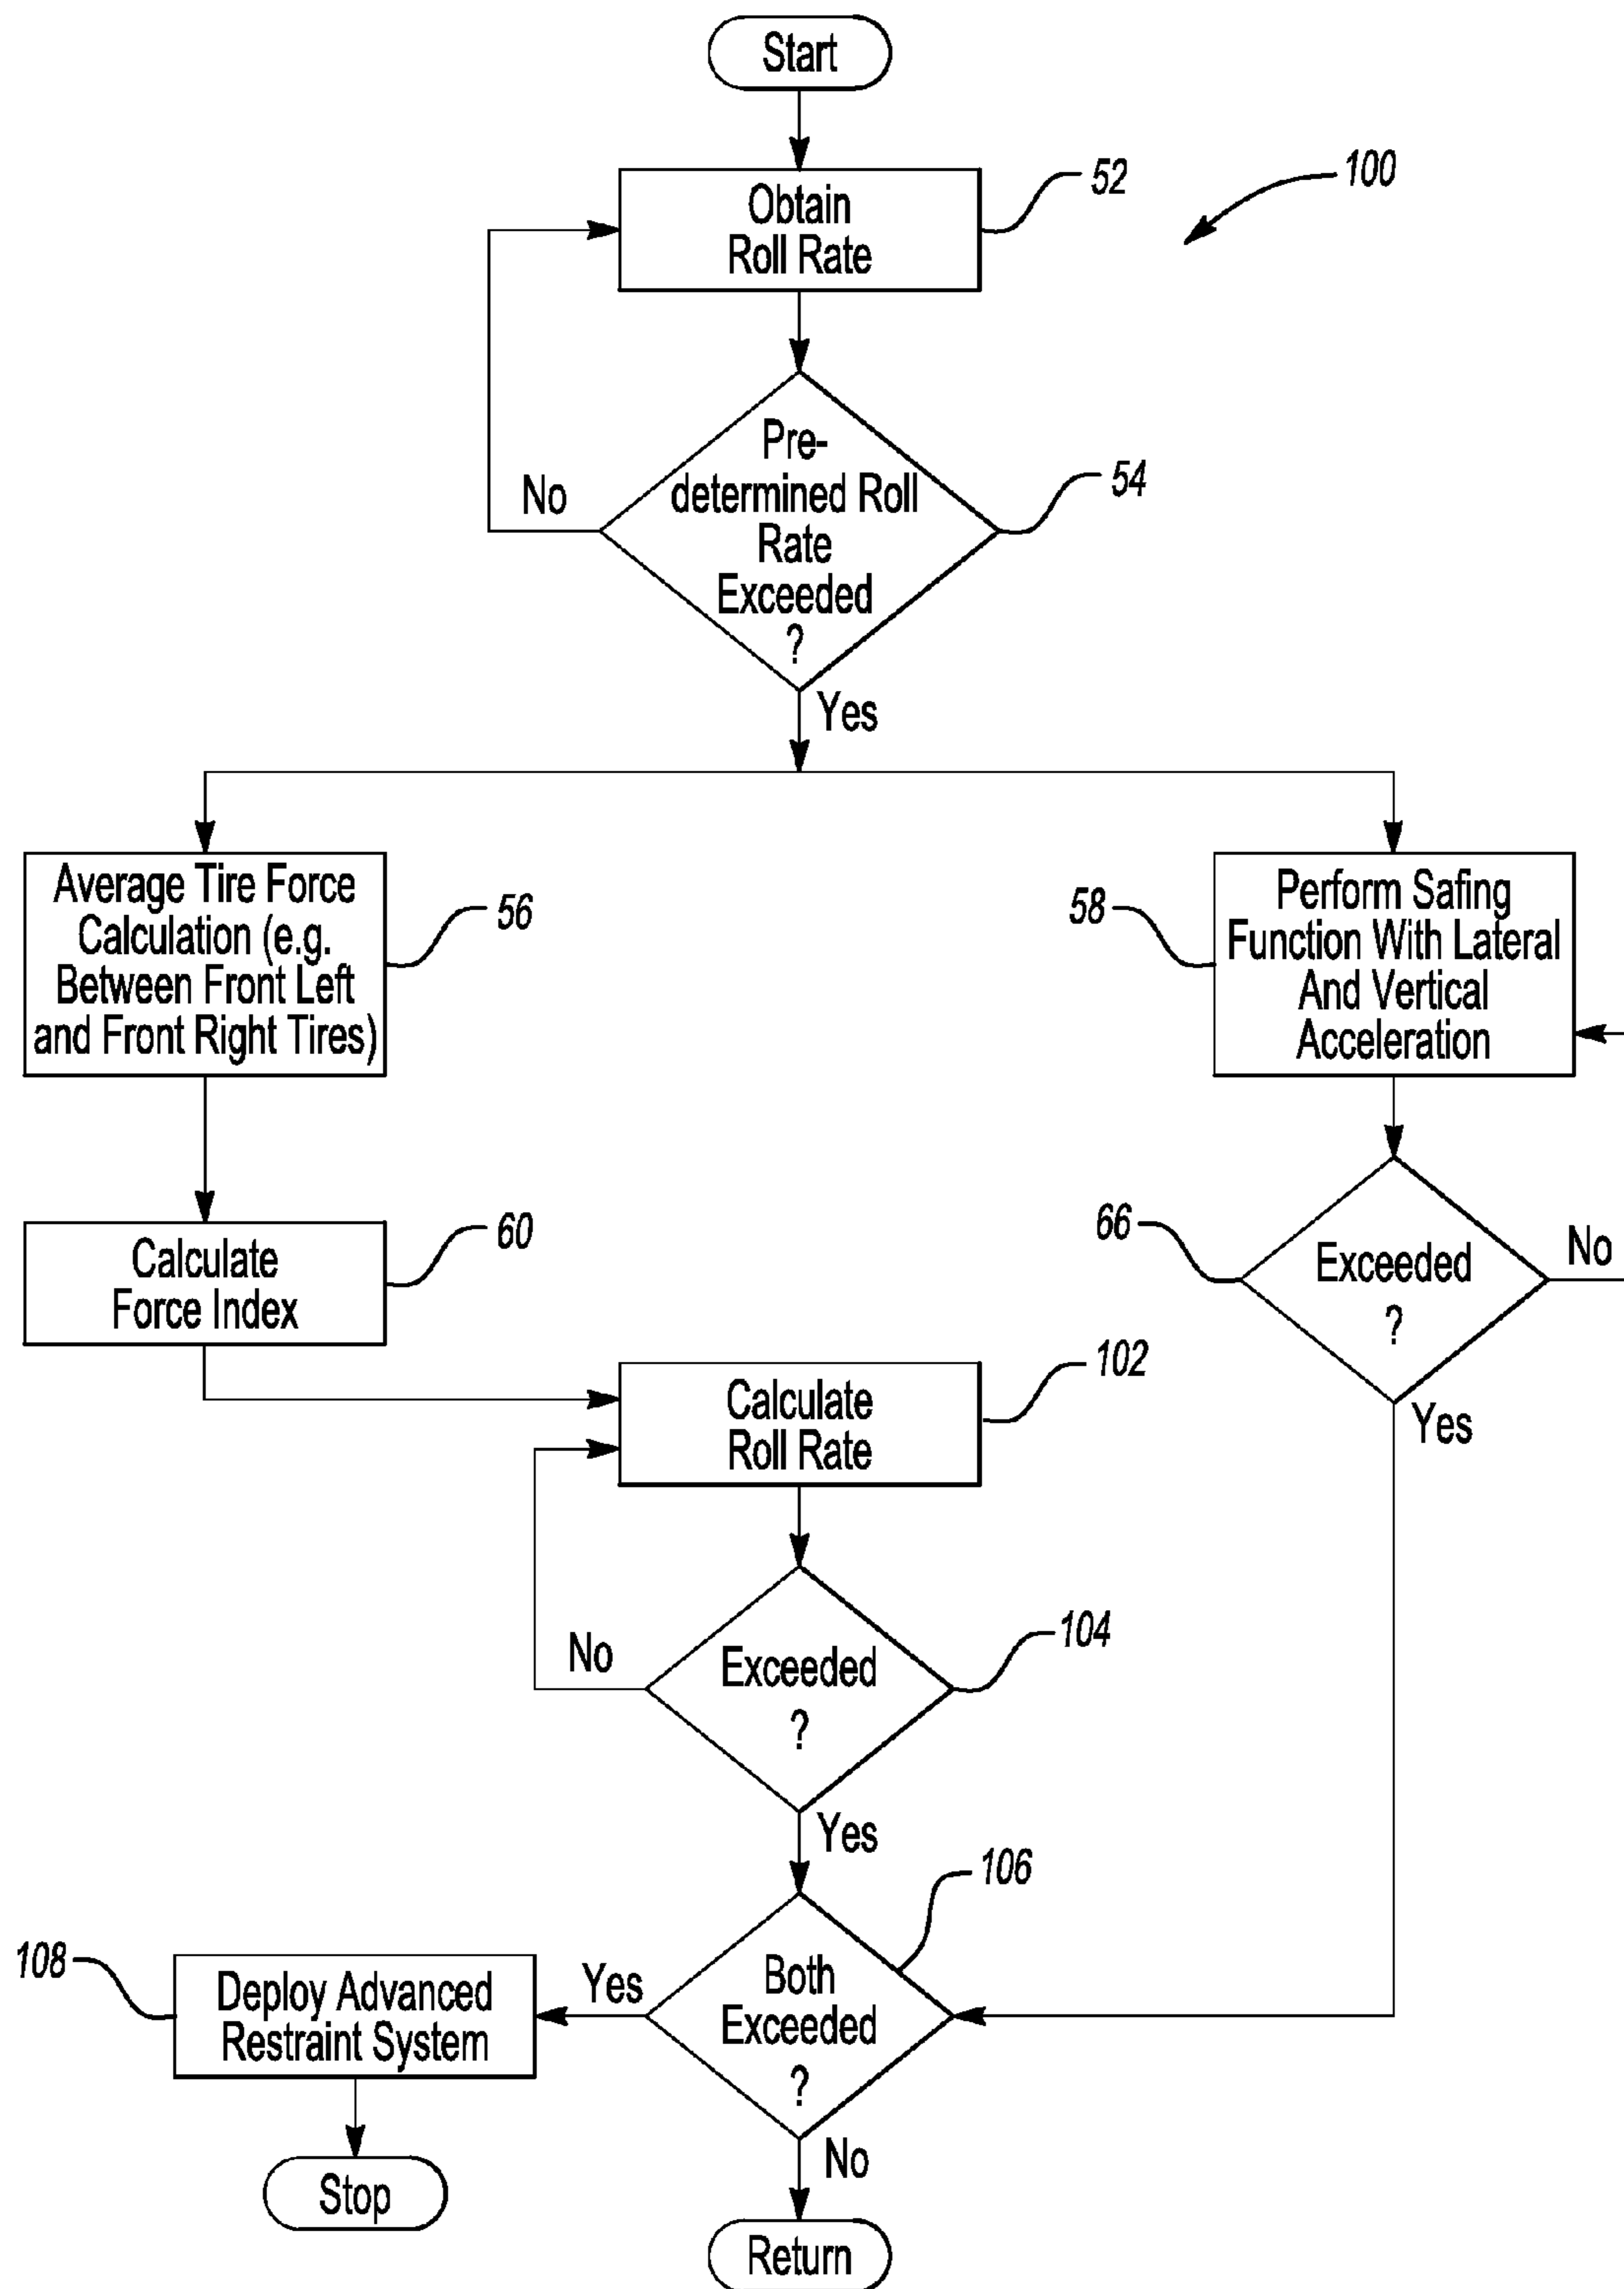 Start
Obtain
Roll Rate
52
100
Pre-
determined Roll
Rate
Exceeded
?
54
No
Yes
Average Tire Force
Calculation (e.g.
Between Front Left
and Front Right Tires)
56
58
Perform Safing
Function With Lateral
And Vertical
Acceleration
Calculate
Force Index
60
66
Exceeded
?
No
Yes
Calculate
Roll Rate
102
Exceeded
?
104
No
Yes
106
Both
Exceeded
?
Yes
108
Deploy Advanced
Restraint System
No
Stop
Return